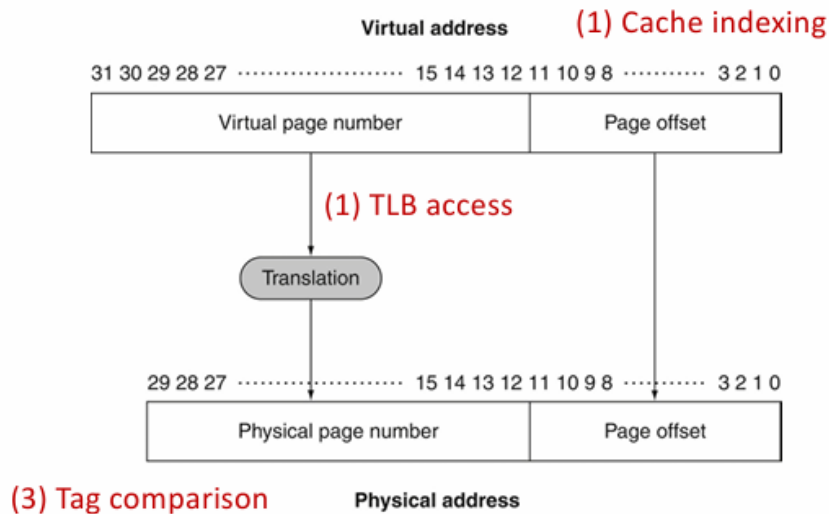 (1) Cache indexing
Virtual address
31 30 29 28 27 ........................ 15 14 13 12 11 10 9 8 ........... 3 2 1 0
Virtual page number Page offset
(1) TLB access
Translation
29 28 27 ........................ 15 14 13 12 11 10 9 8 ........... 3 2 1 0
Physical page number Page offset
(3) Tag comparison
Physical address